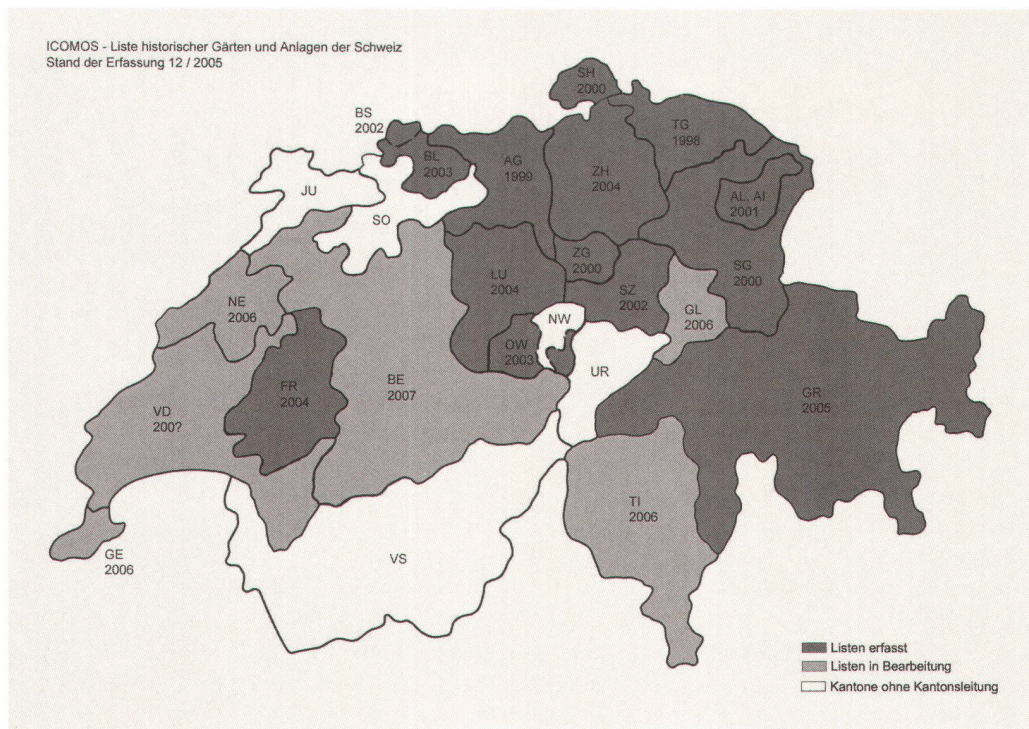 ICOMOS - Liste historischer Gärten und Anlagen der Schweiz
Stand der Erfassung 12 / 2005
SH
2000
BS
2002
TG
1998
BL
2003
AG
1999
ZH
2004
JU
AL, AI
2001
SO
ZG
2000
SG
2000
LU
2004
SZ
2002
NE
2006
GL
2006
NW
OW
2003
UR
FR
2004
BE
2007
GR
2005
VD
200?
TI
2006
GE
2006
VS
Listen erfasst
Listen in Bearbeitung
Kantone ohne Kantonsleitung